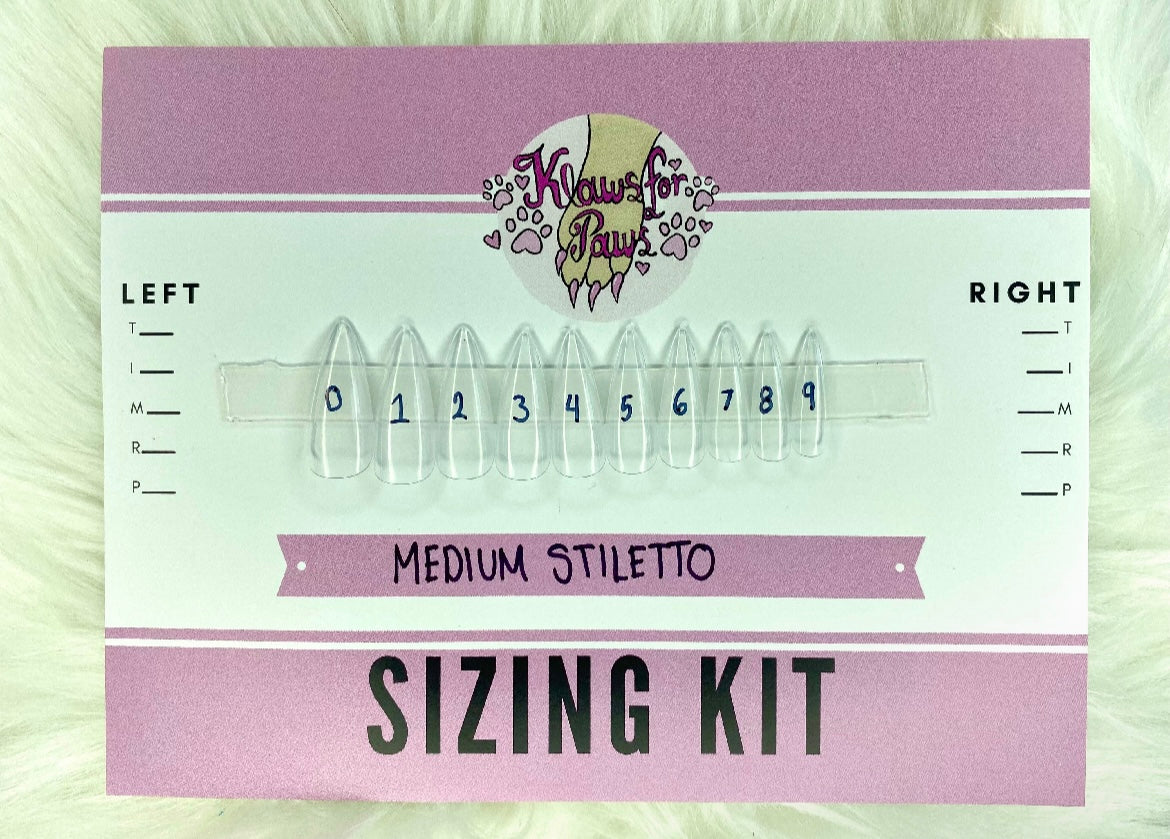 Klaws for
Paws
LEFT
RIGHT
T
I
M
R
P
T
I
M
R
P
0 1 2 3 4 5 6 7 8 9
MEDIUM STILETTO
SIZING KIT